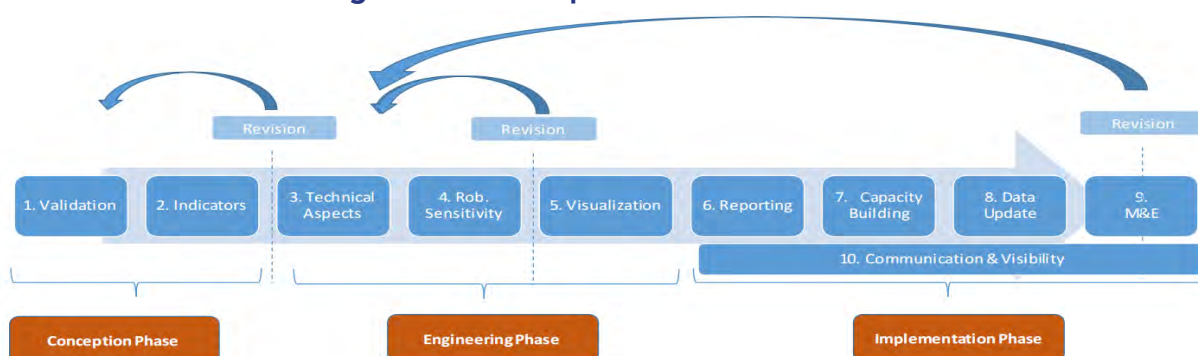 Revision
Revision
Revision
1. Validation
2. Indicators
3. Technical
Aspects
4. Rob.
Sensitivity
5. Visualization
6. Reporting
7. Capacity
Building
8. Data
Update
9.
M&E
10. Communication & Visibility
Conception Phase
Engineering Phase
Implementation Phase